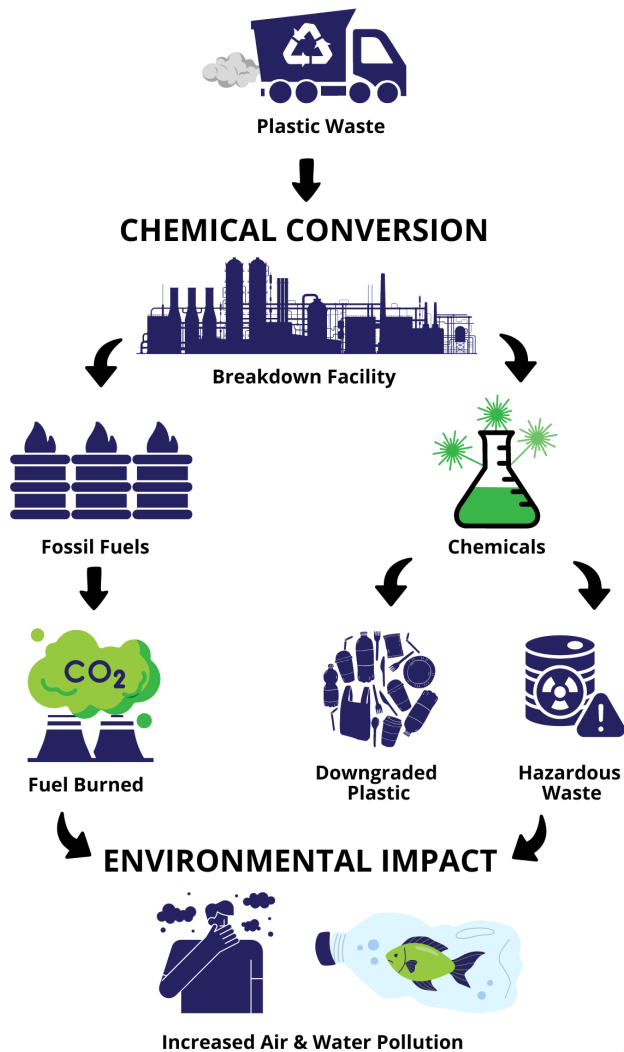 Plastic Waste
CHEMICAL CONVERSION
Breakdown Facility
Fossil Fuels
Chemicals
CO2
Fuel Burned
Downgraded
Plastic
Hazardous
Waste
ENVIRONMENTAL IMPACT
Increased Air & Water Pollution